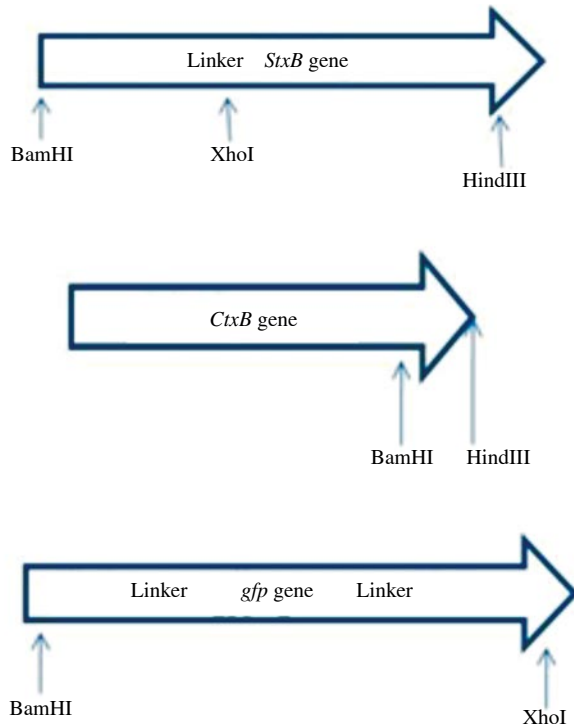 Linker StxB gene
BamHI XhoI HindIII
CtxB gene
BamHI HindIII
Linker gfp gene Linker
BamHI XhoI